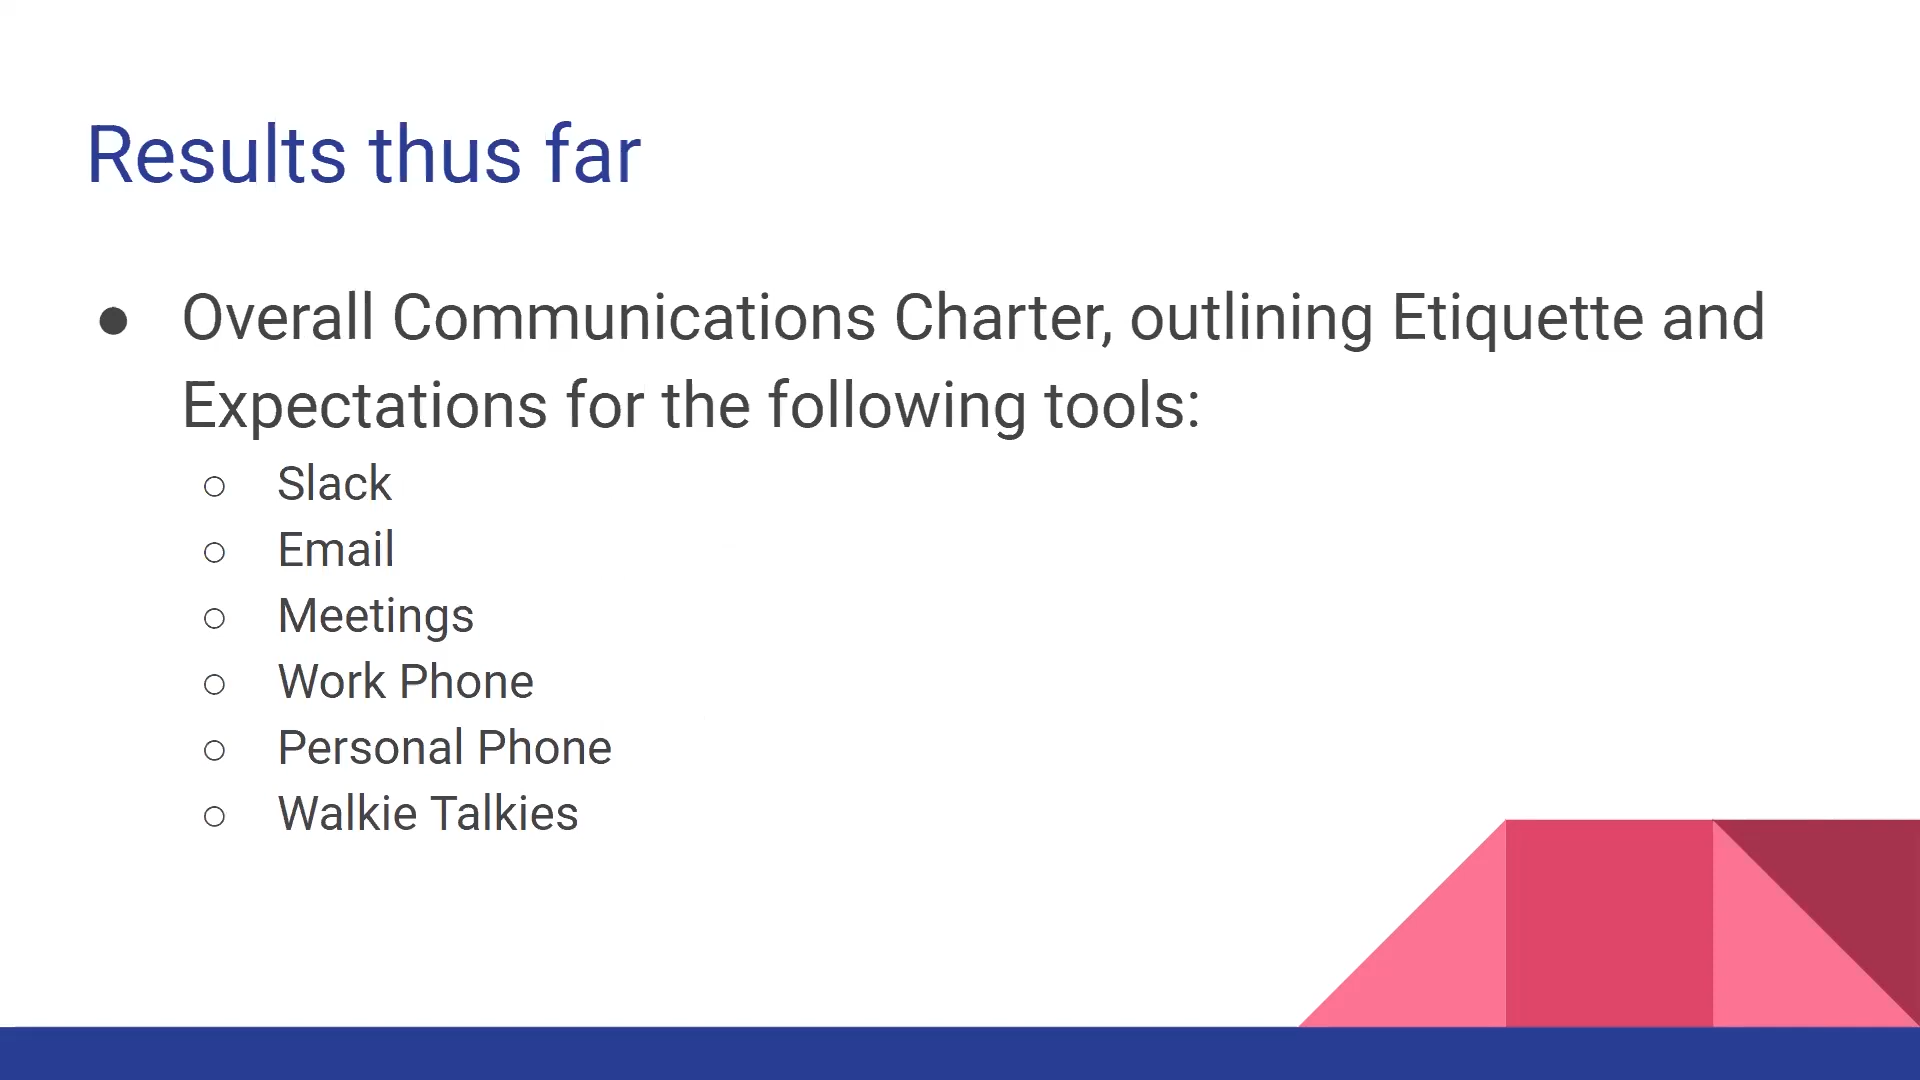 Results thus far
● Overall Communications Charter, outlining Etiquette and
Expectations for the following tools:
○ Slack
○ Email
○ Meetings
○ Work Phone
○ Personal Phone
○ Walkie Talkies